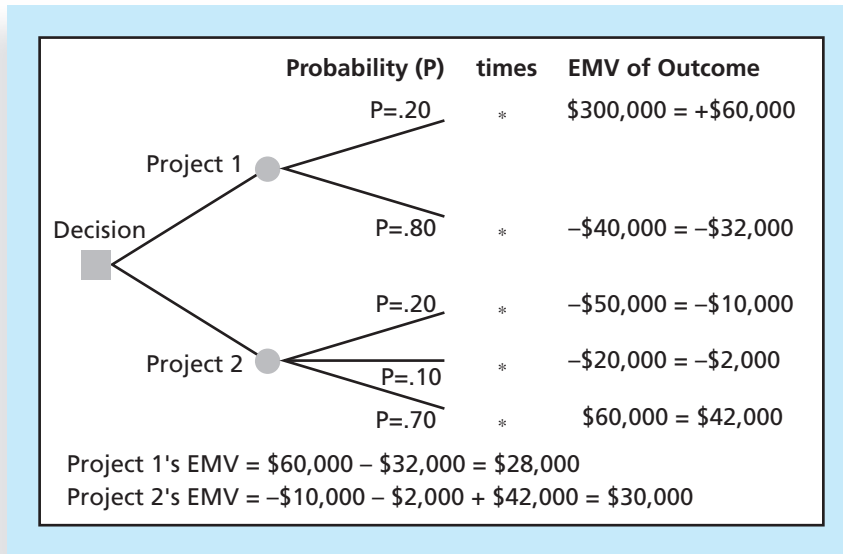 Probability (P) times EMV of Outcome
P=.20 * $300,000 = +$60,000
Project 1
P=.80 * –$40,000 = –$32,000
Decision
P=.20 * –$50,000 = –$10,000
Project 2
P=.10 * –$20,000 = –$2,000
P=.70 * $60,000 = $42,000
Project 1's EMV = $60,000 – $32,000 = $28,000
Project 2's EMV = –$10,000 – $2,000 + $42,000 = $30,000